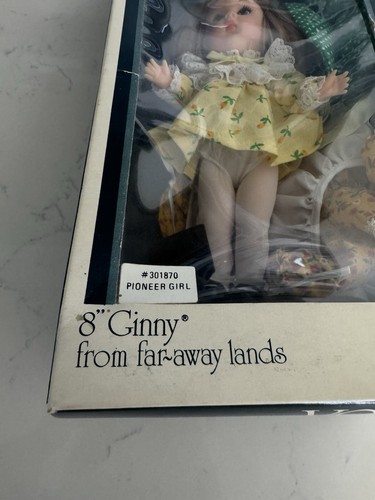 #301870
PIONEER GIRL
8" Ginny®
from far-away lands